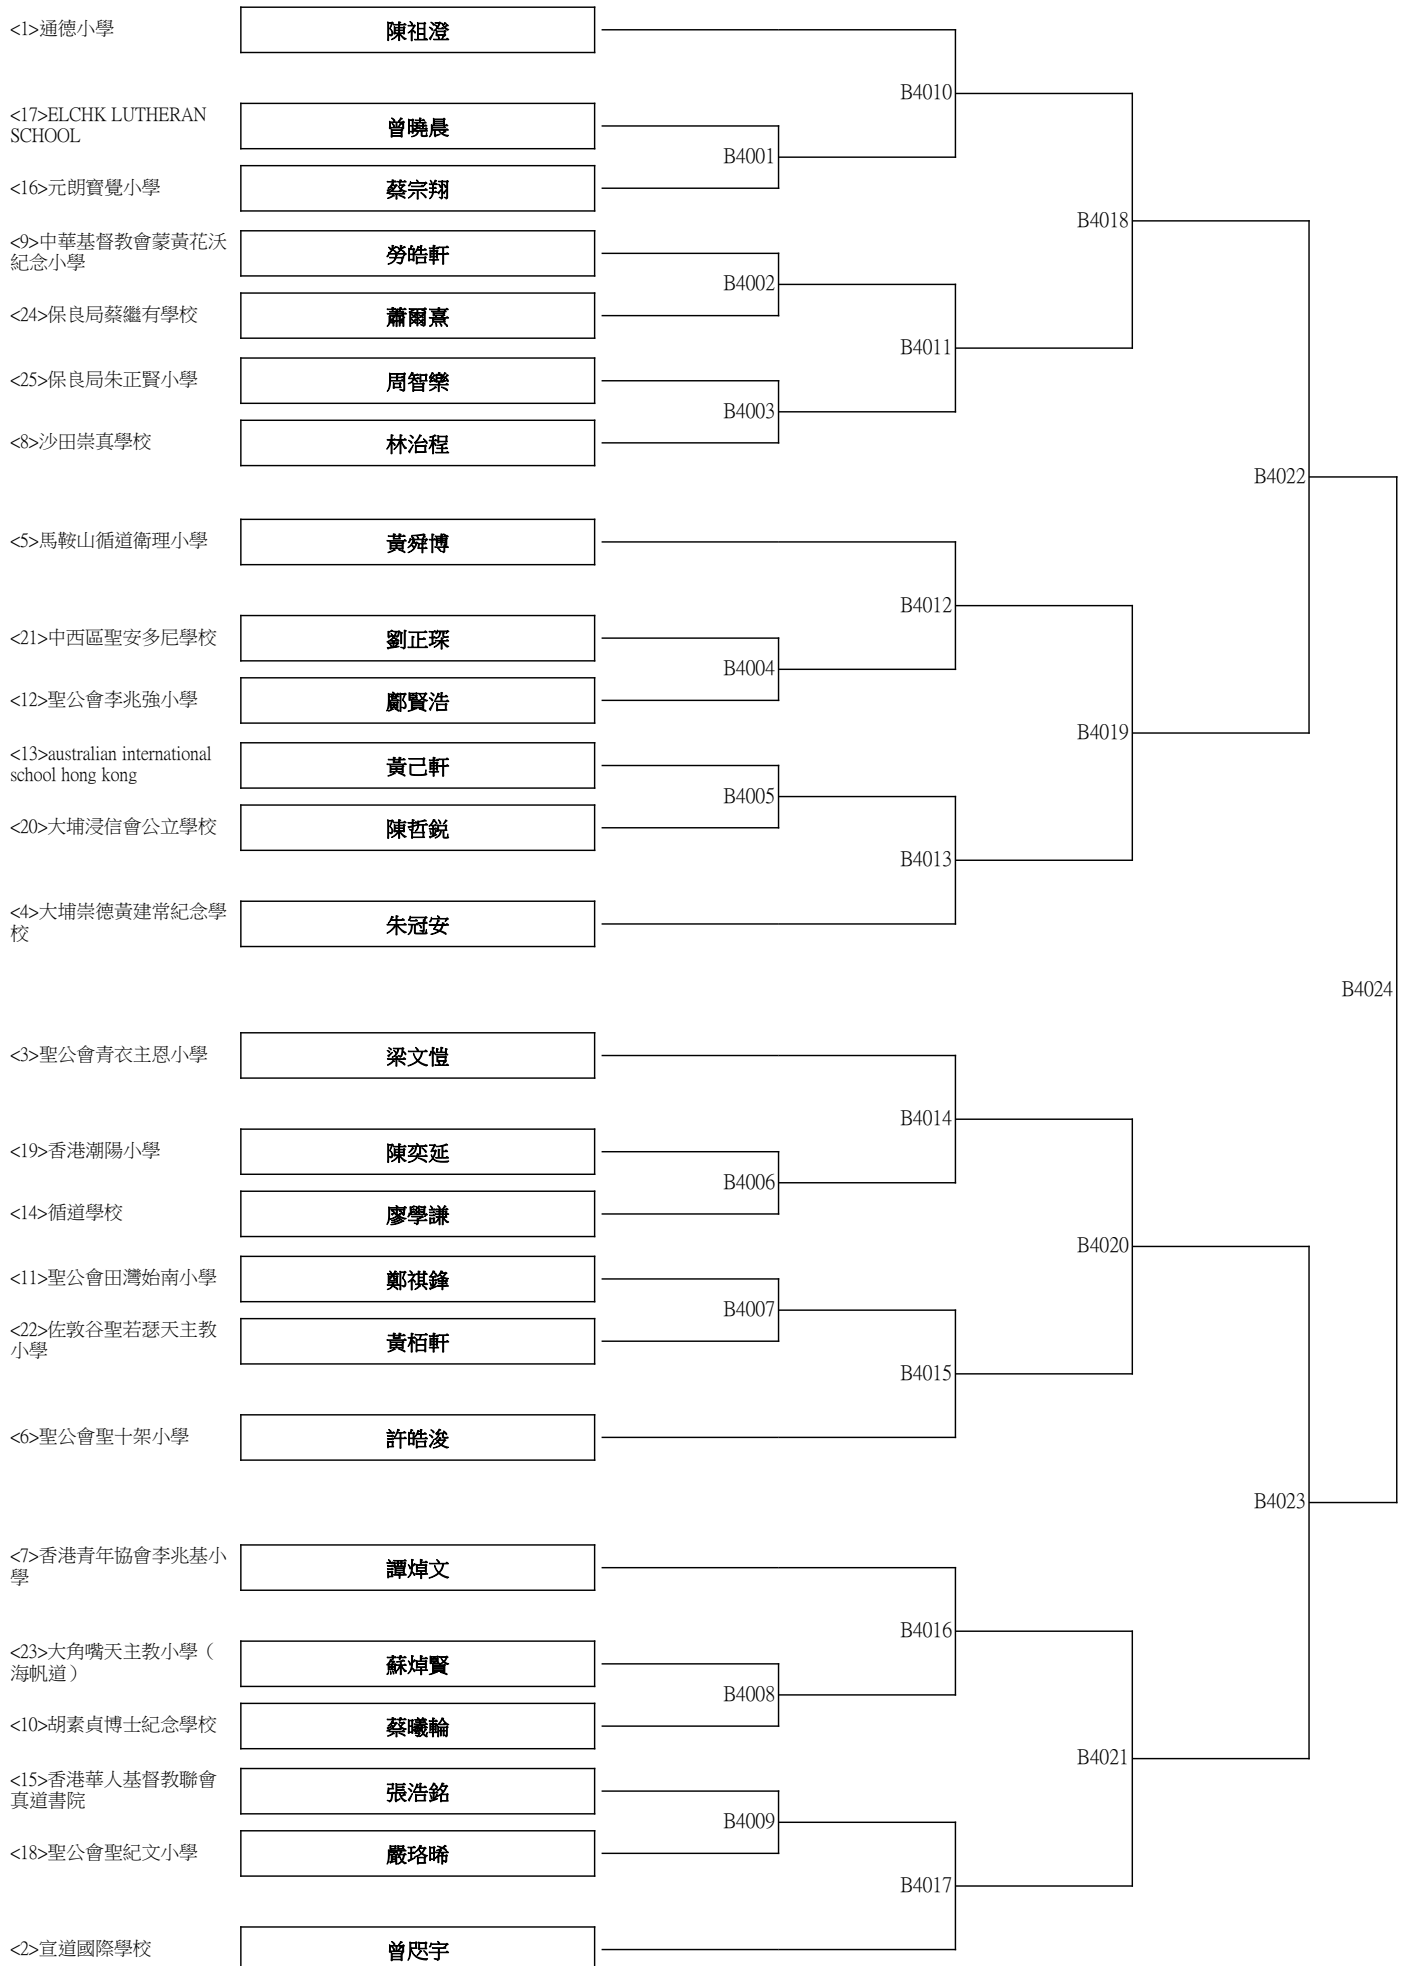 <1>通德小學
陳祖澄
B4010
<17>ELCHK LUTHERAN
SCHOOL
曾曉晨
B4001
<16>元朗寶覺小學
蔡宗翔
B4018
<9>中華基督教會蒙黃花沃
紀念小學
勞皓軒
B4002
<24>保良局蔡繼有學校
蕭爾熹
B4011
<25>保良局朱正賢小學
周智樂
B4003
<8>沙田崇真學校
林治程
B4022
<5>馬鞍山循道衛理小學
黃舜博
B4012
<21>中西區聖安多尼學校
劉正琛
B4004
<12>聖公會李兆強小學
鄺賢浩
B4019
<13>australian international
school hong kong
黃己軒
B4005
<20>大埔浸信會公立學校
陳哲銳
B4013
<4>大埔崇德黃建常紀念學
校
朱冠安
B4024
<3>聖公會青衣主恩小學
梁文愷
B4014
<19>香港潮陽小學
陳奕延
B4006
<14>循道學校
廖學謙
B4020
<11>聖公會田灣始南小學
鄭祺鋒
B4007
<22>佐敦谷聖若瑟天主教
小學
黃栢軒
B4015
<6>聖公會聖十架小學
許皓浚
B4023
<7>香港青年協會李兆基小
學
譚焯文
B4016
<23>大角嘴天主教小學（
海帆道）
蘇焯賢
B4008
<10>胡素貞博士紀念學校
蔡曦輪
B4021
<15>香港華人基督教聯會
真道書院
張浩銘
B4009
<18>聖公會聖紀文小學
嚴珞晞
B4017
<2>宣道國際學校
曾咫宇